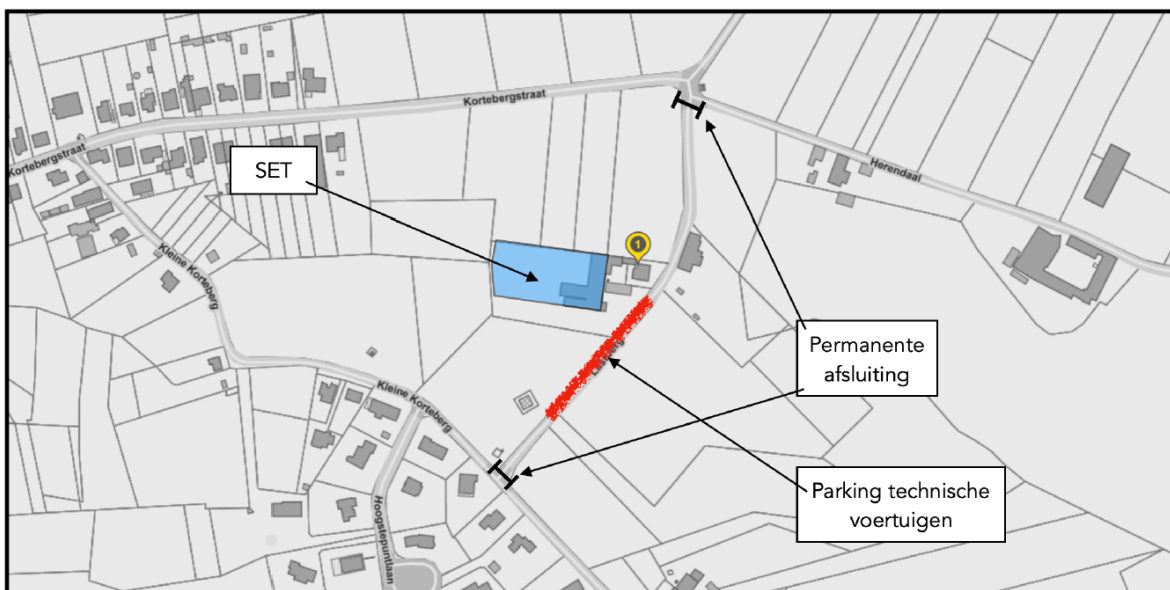 Kortebergstraat
Kortebergstraat
Herendaal
SET
1
Kleine Korteberg
Permanente
afsluiting
Kleine Korteberg
Parking technische
voertuigen
Hoogstepuntlaan